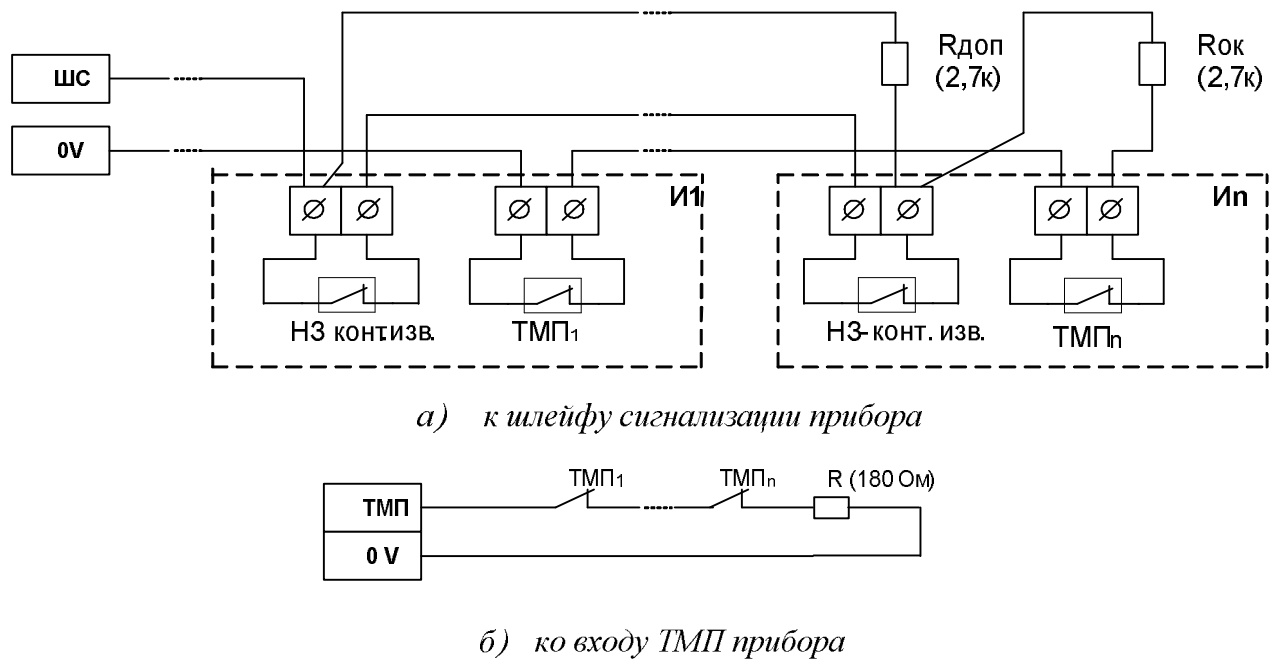 ШС
0V
Rдоп
(2,7к)
Rок
(2,7к)
И1
Иn
НЗ конт.изв.
ТМП1
НЗ- конт. изв.
ТМПn
а) к шлейфу сигнализации прибора
ТМП
0 V
ТМП1
ТМПn
R (180 Ом)
б) ко входу ТМП прибора